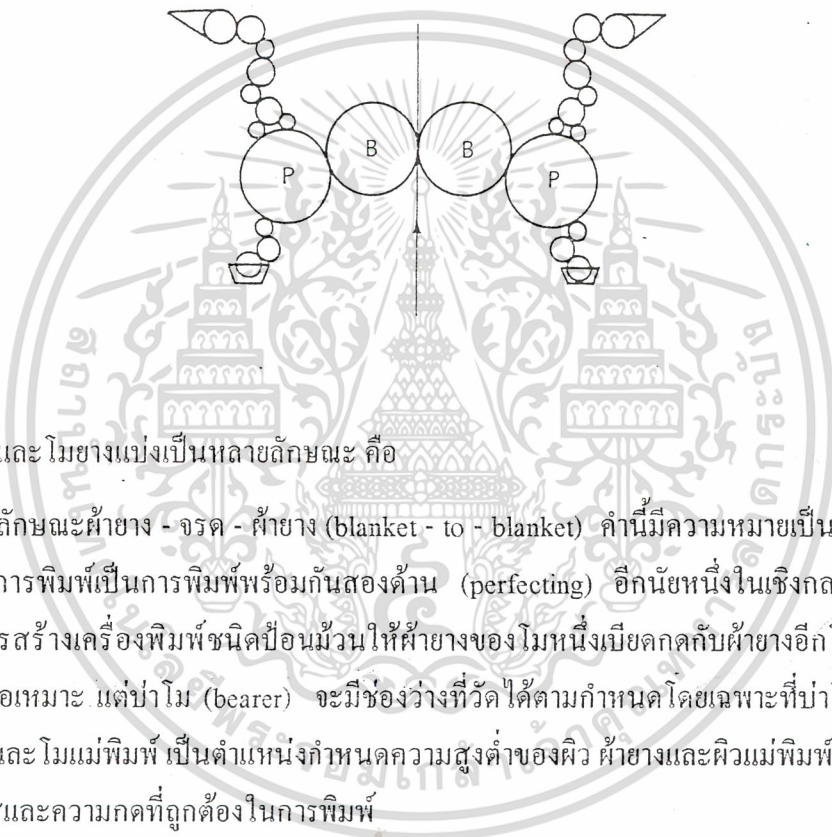 B B
P P
และโมยางแบ่งเป็นหลายลักษณะ คือ
ลักษณะผ้ายาง - จรด - ผ้ายาง (blanket - to - blanket) คำนี้มีความหมายเป็น
การพิมพ์เป็นการพิมพ์พร้อมกันสองด้าน (perfecting) อีกนัยหนึ่งในเชิงกล
รสร้างเครื่องพิมพ์ชนิดป้อนม้วนให้ผ้ายางของโมหนึ่งเบียดกดกับผ้ายางอีก
อเหมาะ แต่บ่าโม (bearer) จะมีช่องว่างที่วัดได้ตามกำหนดโดยเฉพาะที่บ่า
และโมแม่พิมพ์ เป็นตำแหน่งกำหนดความสูงต่ำของผิว ผ้ายางและผิวแม่พิมพ์
และความกดที่ถูกต้องในการพิมพ์